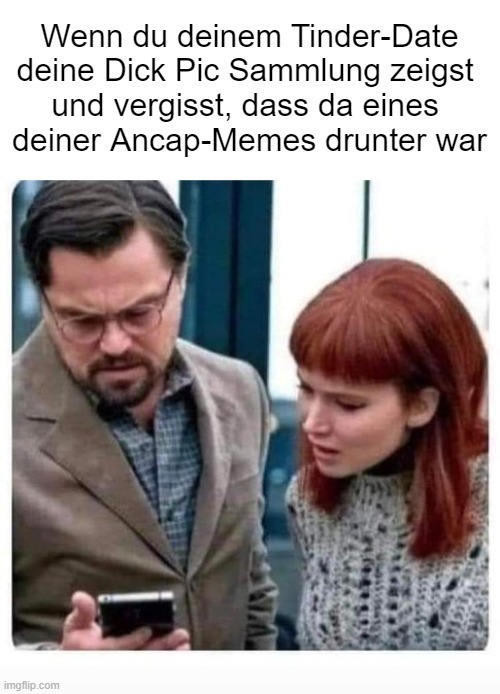 Wenn du deinem Tinder-Date
deine Dick Pic Sammlung zeigst
und vergisst, dass da eines
deiner Ancap-Memes drunter war
imgflip.com